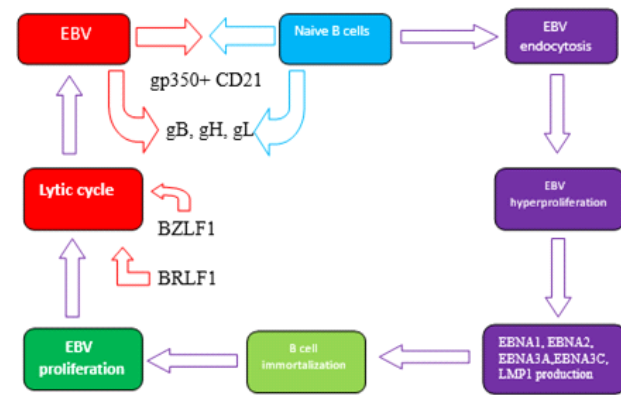 EBV
Naive B cells
EBV
endocytosis
gp350+ CD21
gB, gH, gL
Lytic cycle
BZLF1
BRLF1
EBV
hyperproliferation
EBV
proliferation
B cell
immortalization
EBNA1, EBNA2,
EBNA3A,EBNA3C,
LMP1 production